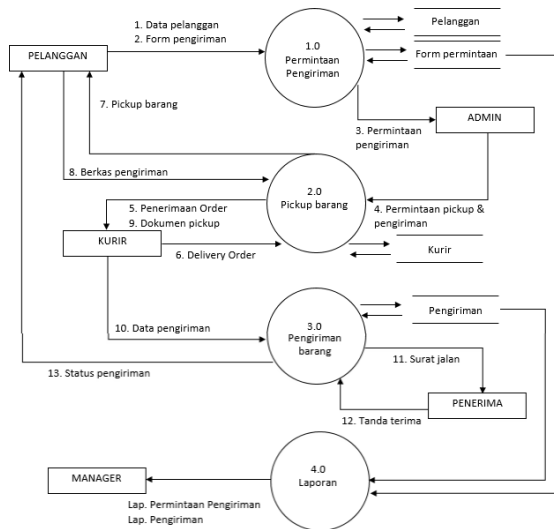 1. Data pelanggan
2. Form pengiriman
PELANGGAN
1.0
Permintaan
Pengiriman
Pelanggan
Form permintaan
7. Pickup barang
3. Permintaan
pengiriman
ADMIN
8. Berkas pengiriman
2.0
Pickup barang
5. Penerimaan Order
9. Dokumen pickup
4. Permintaan pickup &
pengiriman
KURIR
6. Delivery Order
Kurir
10. Data pengiriman
3.0
Pengiriman
barang
Pengiriman
11. Surat jalan
13. Status pengiriman
PENERIMA
12. Tanda terima
MANAGER
4.0
Laporan
Lap. Permintaan Pengiriman
Lap. Pengiriman